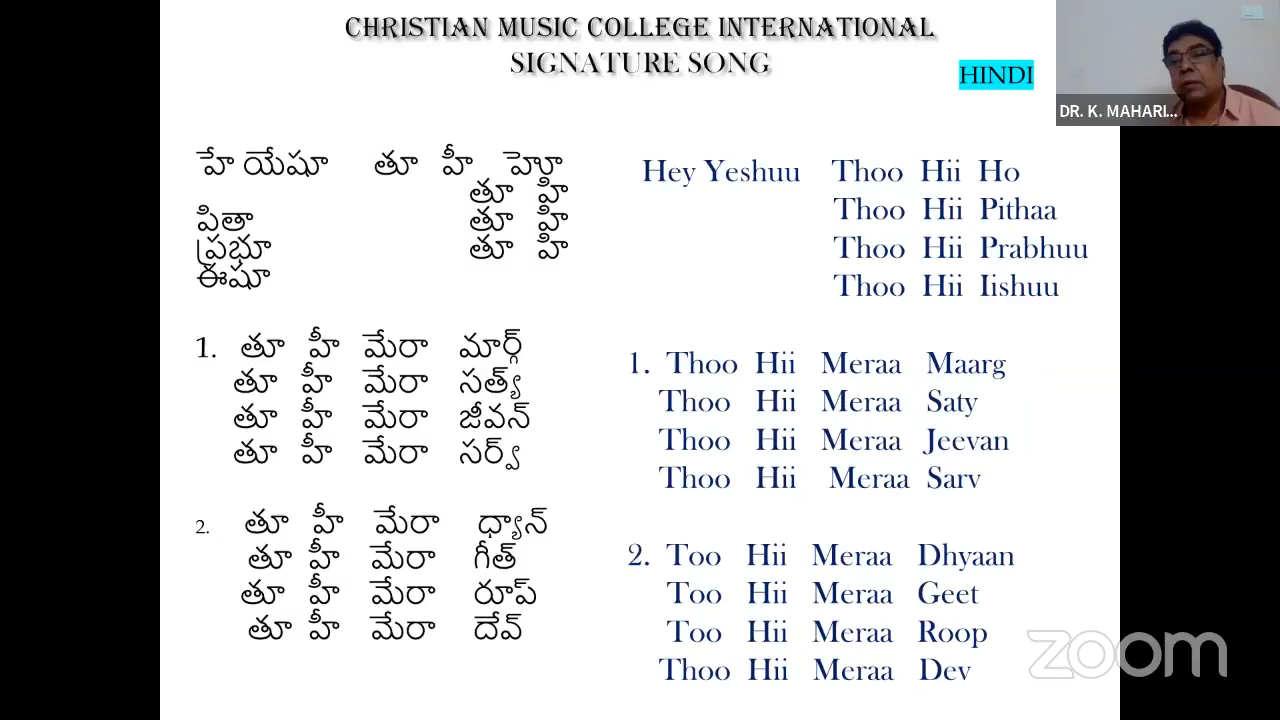 CHRISTIAN MUSIC COLLEGE INTERNATIONAL
SIGNATURE SONG
HINDI
DR. K. MAHARI...
హే యేషూ తూ హీ హో
తూ హి
పితా తూ హి
ప్రభూ తూ హి
ఈషూ
1. తూ హీ మేరా మార్గ్
తూ హీ మేరా సత్య్
తూ హీ మేరా జీవన్
తూ హీ మేరా సర్వ్
2. తూ హీ మేరా ధ్యాన్
తూ హీ మేరా గీత్
తూ హీ మేరా రూప్
తూ హీ మేరా దేవ్
Hey Yeshuu Thoo Hii Ho
Thoo Hii Pithaa
Thoo Hii Prabhuu
Thoo Hii Iishuu
1. Thoo Hii Meraa Maarg
Thoo Hii Meraa Saty
Thoo Hii Meraa Jeevan
Thoo Hii Meraa Sarv
2. Too Hii Meraa Dhyaan
Too Hii Meraa Geet
Too Hii Meraa Roop
Thoo Hii Meraa Dev
zoom